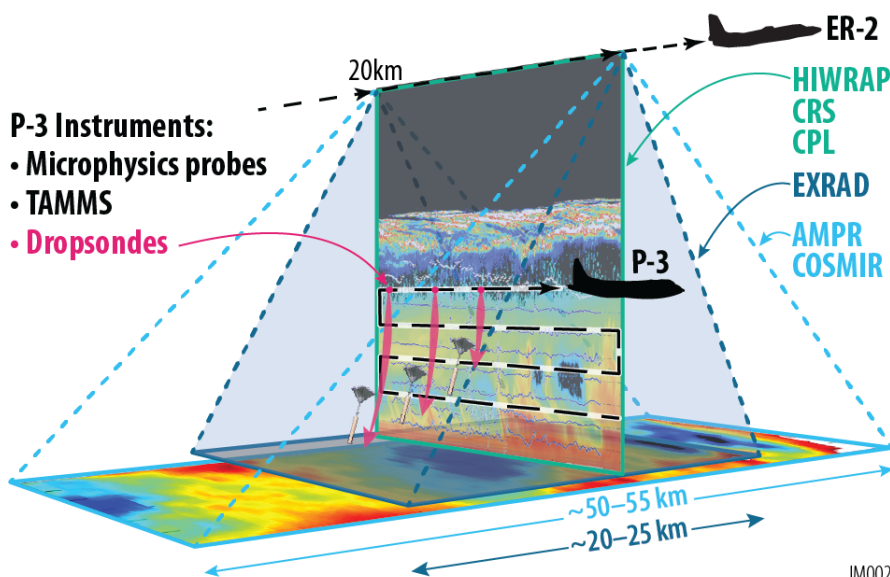 ER-2
20km
HIWRAP
CRS
CPL
P-3 Instruments:
• Microphysics probes
• TAMMS
• Dropsondes
EXRAD
AMPR
COSMIR
P-3
~50–55 km
~20–25 km
JM002